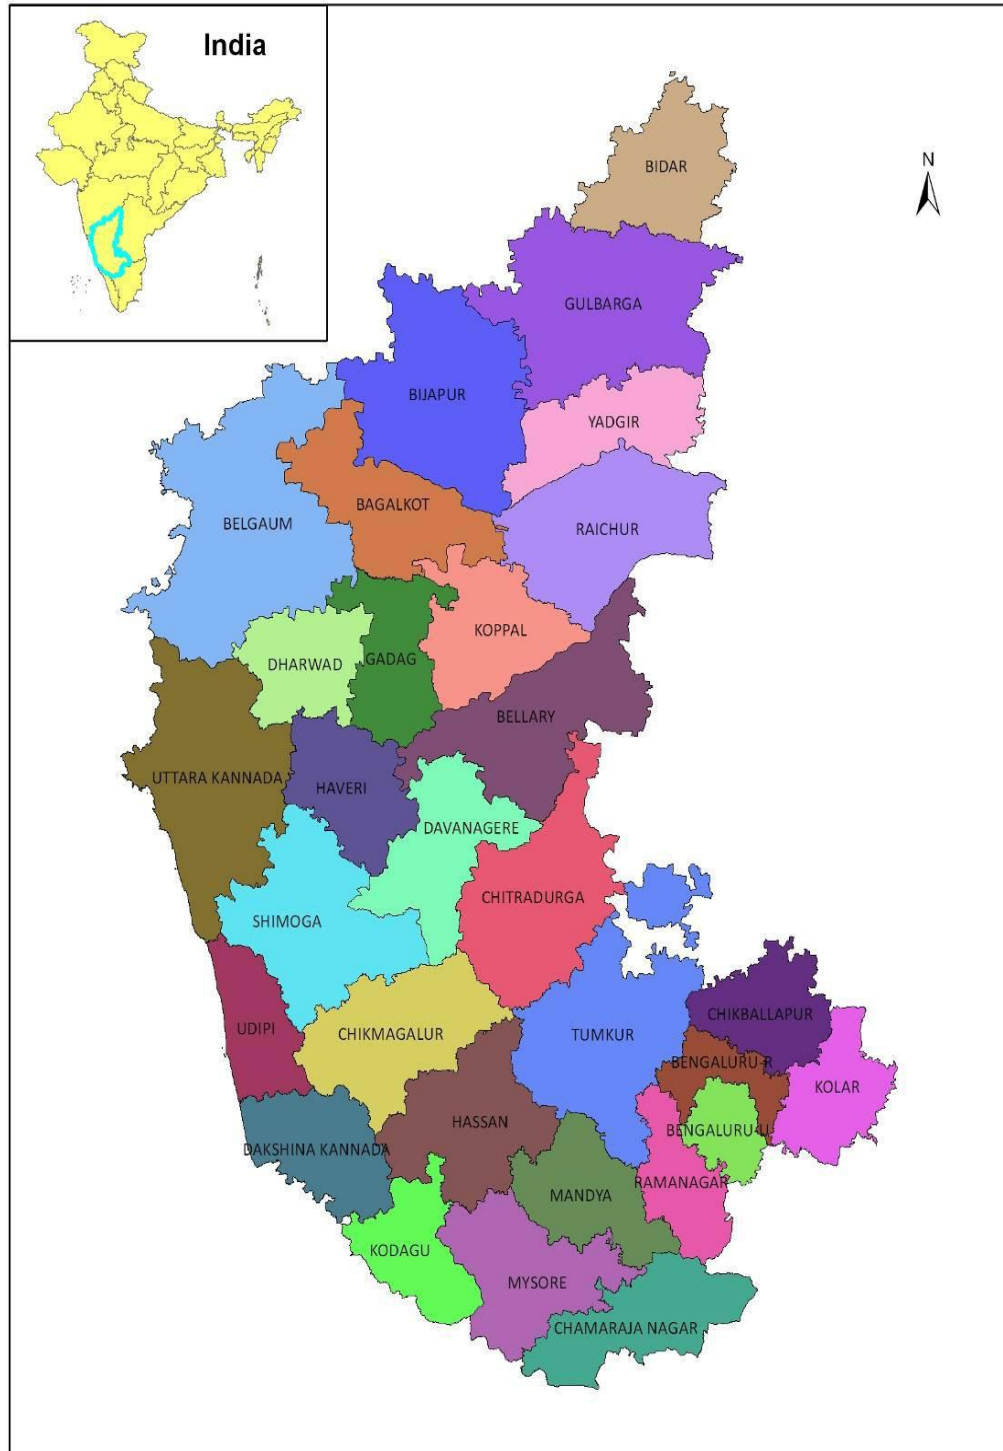 India
N
BIDAR
GULBARGA
BIJAPUR
YADGIR
BAGALKOT
BELGAUM
RAICHUR
KOPPAL
DHARWAD
GADAG
BELLARY
UTTARA KANNADA
HAVERI
DAVANAGERE
CHITRADURGA
SHIMOGA
UDIPI
CHIKMAGALUR
TUMKUR
CHIKBALLAPUR
BENGALURU-R
KOLAR
HASSAN
BENGALURU-U
DAKSHINA KANNADA
RAMANAGAR
MANDYA
KODAGU
MYSORE
CHAMARAJA NAGAR